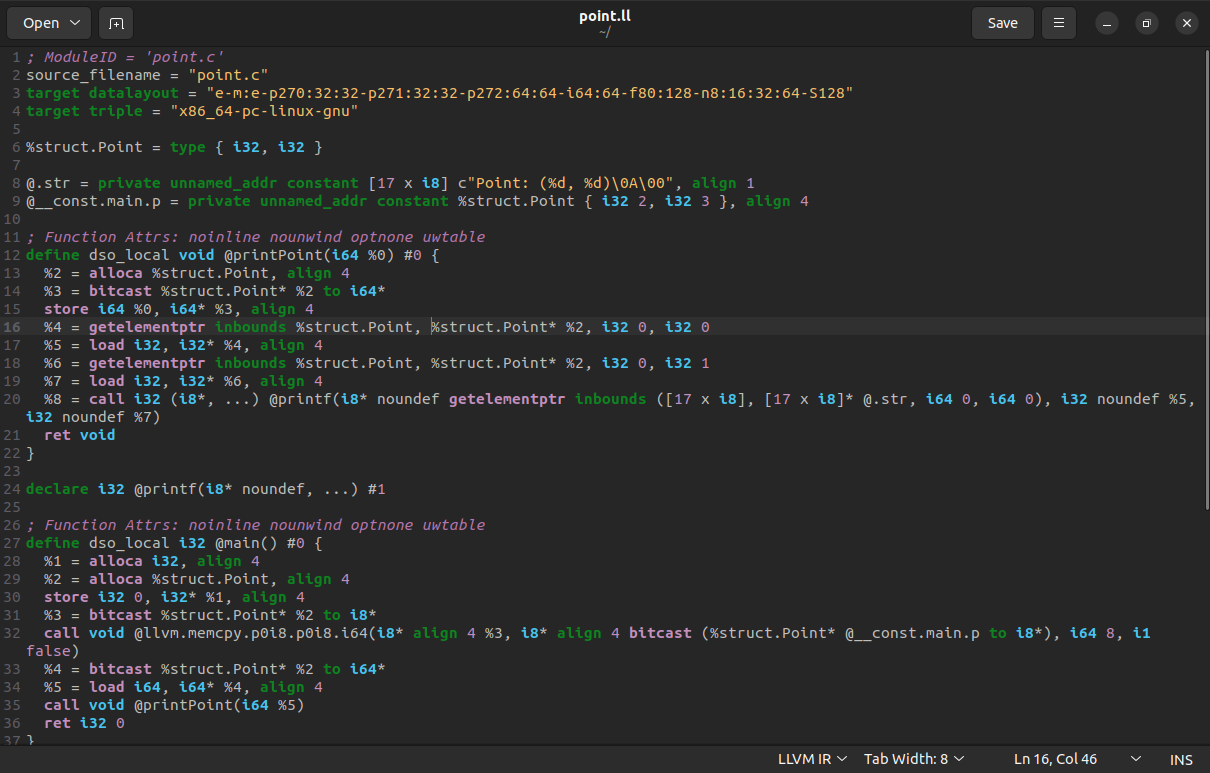 Open
point.ll
~/
Save
1 ; ModuleID = 'point.c'
2 source_filename = "point.c"
3 target datalayout = "e-m:e-p270:32:32-p271:32:32-p272:64:64-i64:64-f80:128-n8:16:32:64-S128"
4 target triple = "x86_64-pc-linux-gnu"
5
6 %struct.Point = type { i32, i32 }
7
8 @.str = private unnamed_addr constant [17 x i8] c"Point: (%d, %d)\0A\00", align 1
9 @__const.main.p = private unnamed_addr constant %struct.Point { i32 2, i32 3 }, align 4
10
11 ; Function Attrs: noinline nounwind optnone uwtable
12 define dso_local void @printPoint(i64 %0) #0 {
13   %2 = alloca %struct.Point, align 4
14   %3 = bitcast %struct.Point* %2 to i64*
15   store i64 %0, i64* %3, align 4
16   %4 = getelementptr inbounds %struct.Point, %struct.Point* %2, i32 0, i32 0
17   %5 = load i32, i32* %4, align 4
18   %6 = getelementptr inbounds %struct.Point, %struct.Point* %2, i32 0, i32 1
19   %7 = load i32, i32* %6, align 4
20   %8 = call i32 (i8*, ...) @printf(i8* noundef getelementptr inbounds ([17 x i8], [17 x i8]* @.str, i64 0, i64 0), i32 noundef %5,
i32 noundef %7)
21   ret void
22 }
23
24 declare i32 @printf(i8* noundef, ...) #1
25
26 ; Function Attrs: noinline nounwind optnone uwtable
27 define dso_local i32 @main() #0 {
28   %1 = alloca i32, align 4
29   %2 = alloca %struct.Point, align 4
30   store i32 0, i32* %1, align 4
31   %3 = bitcast %struct.Point* %2 to i8*
32   call void @llvm.memcpy.p0i8.p0i8.i64(i8* align 4 %3, i8* align 4 bitcast (%struct.Point* @__const.main.p to i8*), i64 8, i1
false)
33   %4 = bitcast %struct.Point* %2 to i64*
34   %5 = load i64, i64* %4, align 4
35   call void @printPoint(i64 %5)
36   ret i32 0
37 }
LLVM IR
Tab Width: 8
Ln 16, Col 46
INS